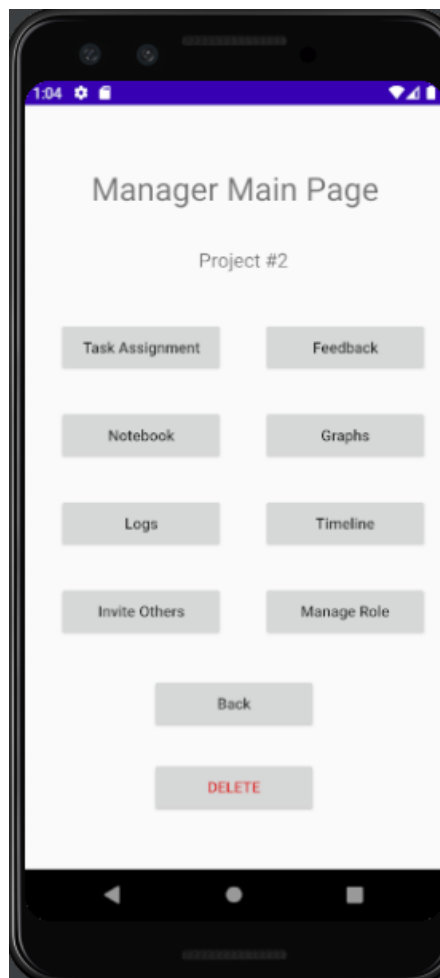 1:04
Manager Main Page
Project #2
Task Assignment Feedback
Notebook Graphs
Logs Timeline
Invite Others Manage Role
Back
DELETE